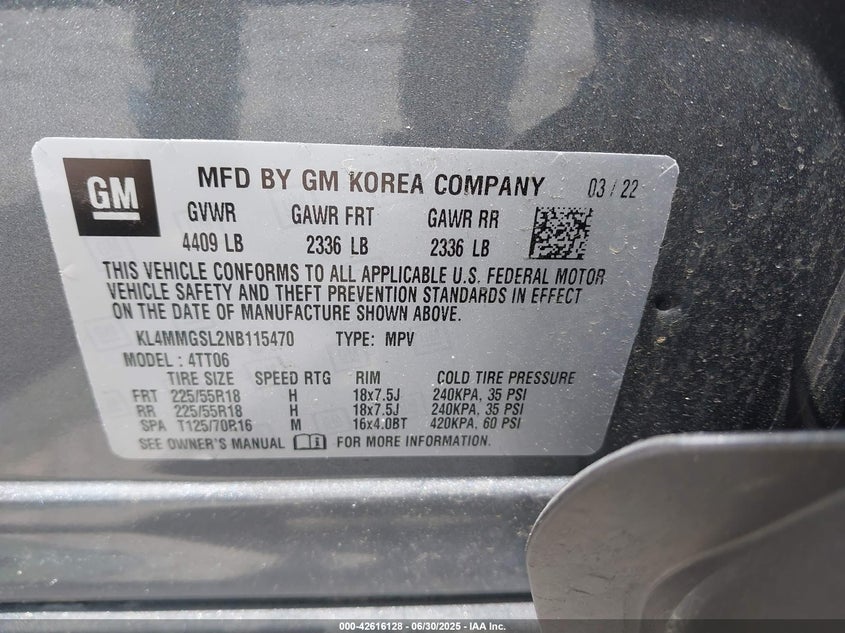 GM
MFD BY GM KOREA COMPANY 03/22
GVWR GAWR FRT GAWR RR
4409 LB 2336 LB 2336 LB
THIS VEHICLE CONFORMS TO ALL APPLICABLE U.S. FEDERAL MOTOR
VEHICLE SAFETY AND THEFT PREVENTION STANDARDS IN EFFECT
ON THE DATE OF MANUFACTURE SHOWN ABOVE.
KL4MMGSL2NB115470 TYPE: MPV
MODEL : 4TT06
TIRE SIZE SPEED RTG RIM COLD TIRE PRESSURE
FRT 225/55R18 H 18x7.5J 240KPA, 35 PSI
RR 225/55R18 H 18x7.5J 240KPA, 35 PSI
SPA T125/70R16 M 16x4.0BT 420KPA, 60 PSI
SEE OWNER'S MANUAL FOR MORE INFORMATION.
000-42616128 - 06/30/2025 - IAA Inc.